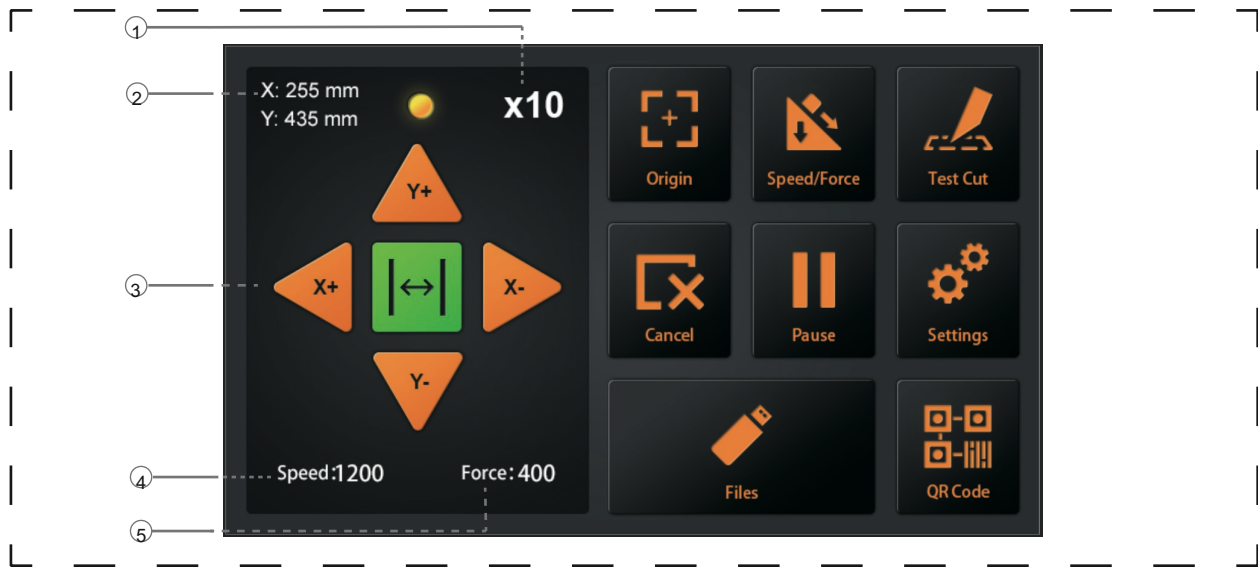 1
2
X: 255 mm
Y: 435 mm
x10
Y+
3
X+
X-
Y-
4
Speed:1200
Force: 400
5
Origin
Speed/Force
Test Cut
Cancel
Pause
Settings
Files
QR Code